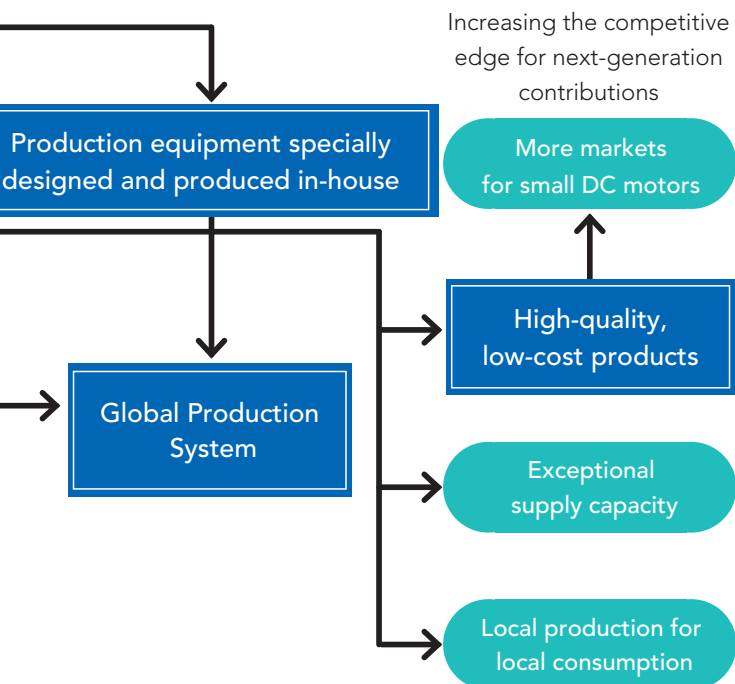 Increasing the competitive
edge for next-generation
contributions
Production equipment specially
designed and produced in-house
More markets
for small DC motors
High-quality,
low-cost products
Global Production
System
Exceptional
supply capacity
Local production for
local consumption